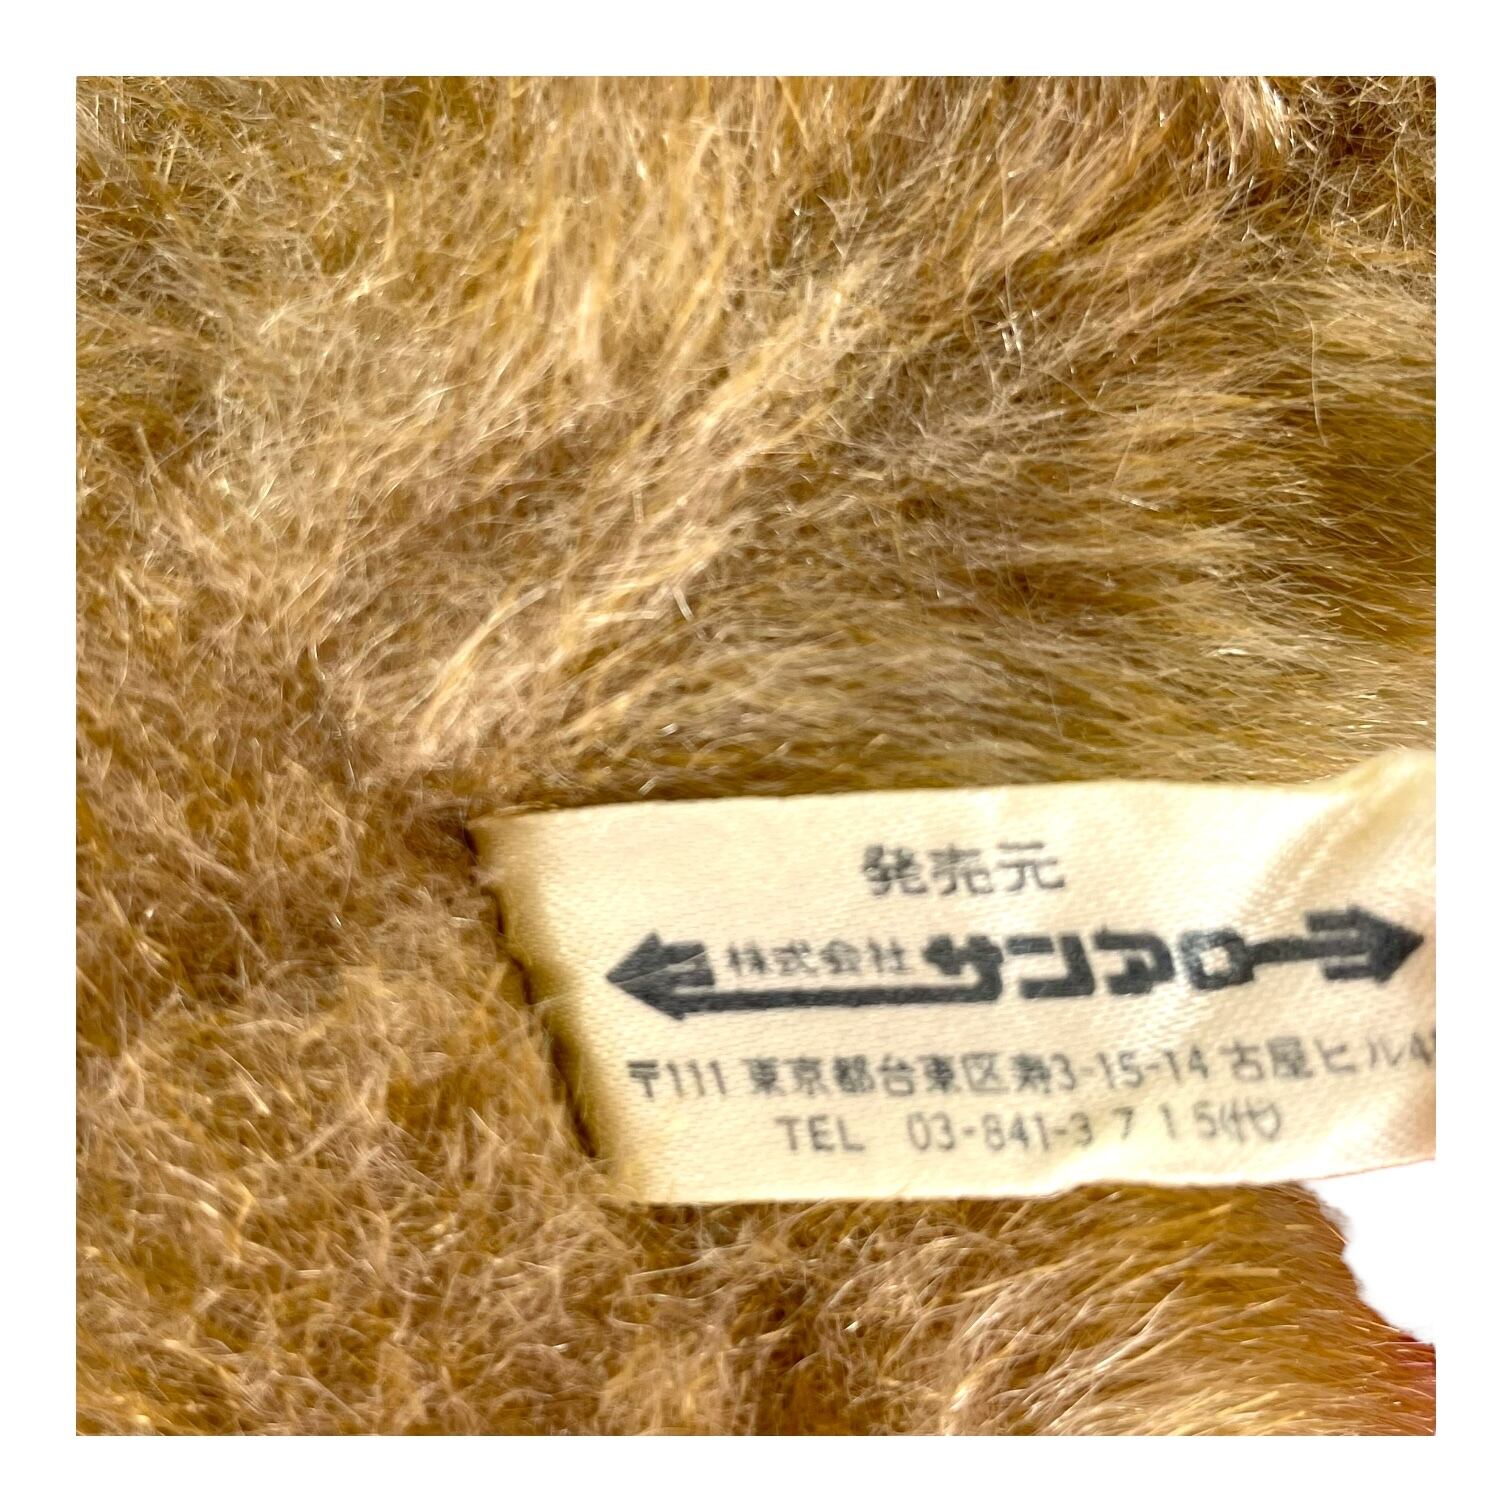 発売元
株式会社 サンアロー
〒111 東京都台東区寿3-15-14 古屋ビル
TEL 03-841-3715(代)